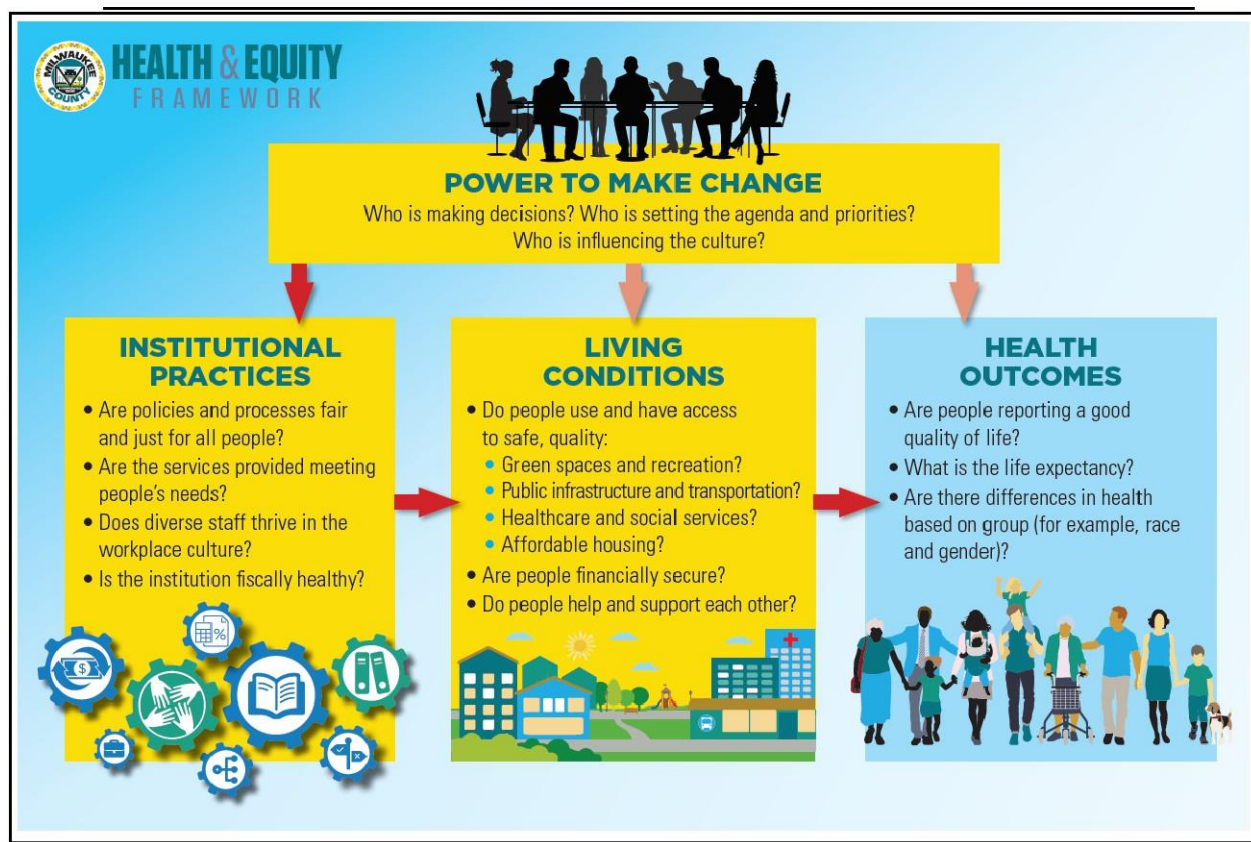 MILWAUKEE
COUNTY
HEALTH & EQUITY
FRAMEWORK
POWER TO MAKE CHANGE
Who is making decisions? Who is setting the agenda and priorities?
Who is influencing the culture?
INSTITUTIONAL
PRACTICES
• Are policies and processes fair
and just for all people?
• Are the services provided meeting
people's needs?
• Does diverse staff thrive in the
workplace culture?
• Is the institution fiscally healthy?
LIVING
CONDITIONS
• Do people use and have access
to safe, quality:
• Green spaces and recreation?
• Public infrastructure and transportation?
• Healthcare and social services?
• Affordable housing?
• Are people financially secure?
• Do people help and support each other?
HEALTH
OUTCOMES
• Are people reporting a good
quality of life?
• What is the life expectancy?
• Are there differences in health
based on group (for example, race
and gender)?